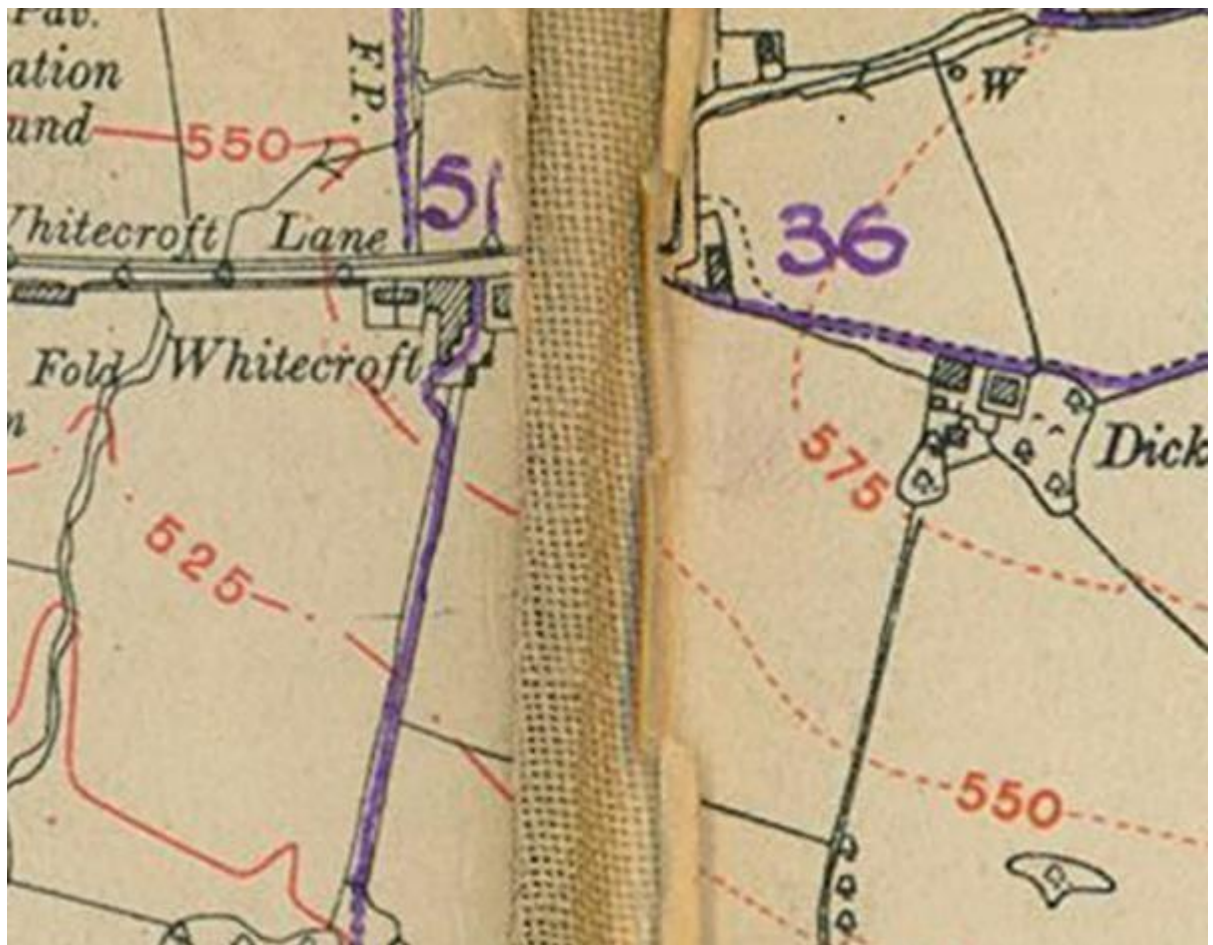 Pav.
ation
und
550
F.P.
W
51
36
Whitecroft Lane
Fold
Whitecroft
n
575
Dick
525
550